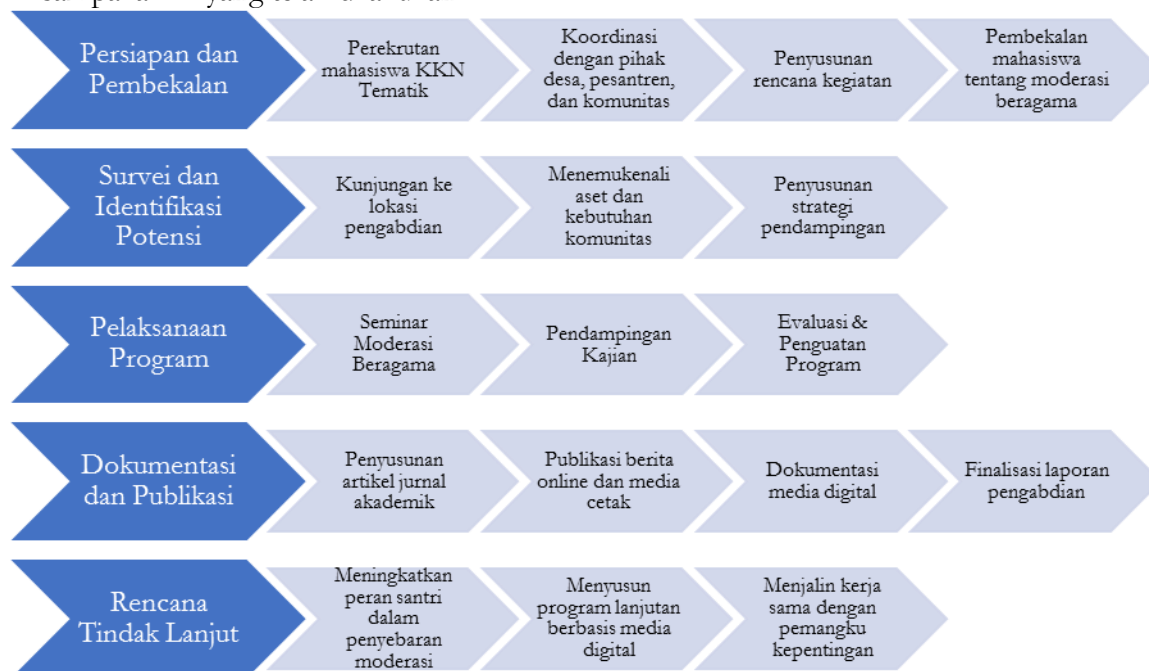 Persiapan dan
Pembekalan
Perekrutan
mahasiswa KKN
Tematik
Koordinasi
dengan pihak
desa, pesantren,
dan komunitas
Penyusunan
rencana kegiatan
Pembekalan
mahasiswa
tentang moderasi
beragama
Survei dan
Identifikasi
Potensi
Kunjungan ke
lokasi
pengabdian
Menemukenali
aset dan
kebutuhan
komunitas
Penyusunan
strategi
pendampingan
Pelaksanaan
Program
Seminar
Moderasi
Beragama
Pendampingan
Kajian
Evaluasi &
Penguatan
Program
Dokumentasi
dan Publikasi
Penyusunan
artikel jurnal
akademik
Publikasi berita
online dan media
cetak
Dokumentasi
media digital
Finalisasi laporan
pengabdian
Rencana
Tindak Lanjut
Meningkatkan
peran santri
dalam
penyebaran
moderasi
Menyusun
program lanjutan
berbasis media
digital
Menjalin kerja
sama dengan
pemangku
kepentingan